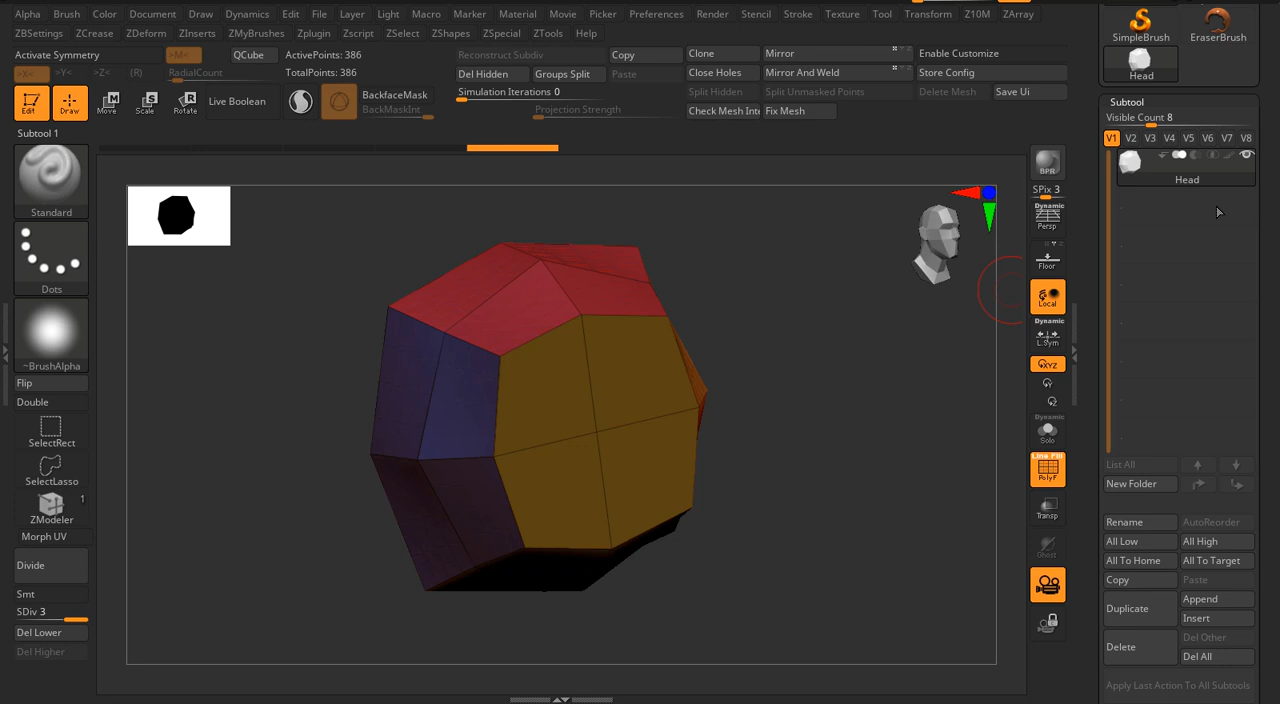 Alpha Brush Color Document Draw Dynamics Edit File Layer Light Macro Marker Material Movie Picker Preferences Render Stencil Stroke Texture Tool Transform Z10M ZArray
ZBSettings ZCrease ZDeform ZInserts ZMyBrushes Zplugin Zscript ZSelect ZShapes ZSpecial ZTools Help
Activate Symmetry >M< QCube ActivePoints: 386 Reconstruct Subdiv Copy Clone Mirror Enable Customize
>X< >Y< >Z< (R) RadialCount TotalPoints: 386 Del Hidden Groups Split Paste Close Holes Mirror And Weld Store Config
Edit Draw Move Scale Rotate Live Boolean BackfaceMask BackMaskInt Simulation Iterations 0 Projection Strength Split Hidden Split Unmasked Points Delete Mesh Save Ui
Check Mesh Int Fix Mesh
Subtool 1
Standard
Dots
~BrushAlpha
Flip
Double
SelectRect
SelectLasso
1
ZModeler
Morph UV
Divide
Smt
SDiv 3
Del Lower
Del Higher
BPR
SPix 3
Dynamic
Persp
Floor
Local
Dynamic
L.Sym
XYZ
Y
Z
Dynamic
Solo
Line Fill
PolyF
Transp
Ghost
SimpleBrush EraserBrush
Head
Subtool
Visible Count 8
V1 V2 V3 V4 V5 V6 V7 V8
Head
List All
New Folder
Rename AutoReorder
All Low All High
All To Home All To Target
Copy Paste
Duplicate Append
Insert
Delete Del Other
Del All
Apply Last Action To All Subtools